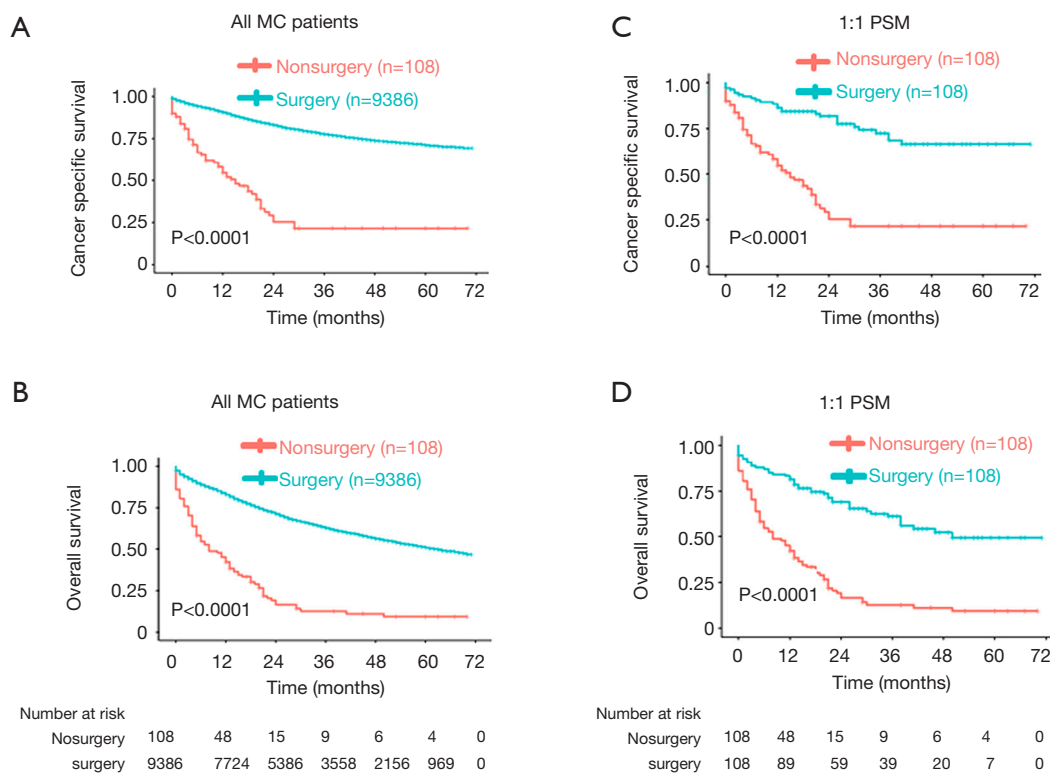 A
All MC patients
Nonsurgery (n=108)
Surgery (n=9386)
Cancer specific survival
1.00
0.75
0.50
0.25
0
P<0.0001
0 12 24 36 48 60 72
Time (months)
C
1:1 PSM
Nonsurgery (n=108)
Surgery (n=108)
Cancer specific survival
1.00
0.75
0.50
0.25
0
P<0.0001
0 12 24 36 48 60 72
Time (months)
B
All MC patients
Nonsurgery (n=108)
Surgery (n=9386)
Overall survival
1.00
0.75
0.50
0.25
0
P<0.0001
0 12 24 36 48 60 72
Time (months)
Number at risk
Nosurgery 108 48 15 9 6 4 0
surgery 9386 7724 5386 3558 2156 969 0
D
1:1 PSM
Nonsurgery (n=108)
Surgery (n=108)
Overall survival
1.00
0.75
0.50
0.25
0
P<0.0001
0 12 24 36 48 60 72
Time (months)
Number at risk
Nosurgery 108 48 15 9 6 4 0
surgery 108 89 59 39 20 7 0